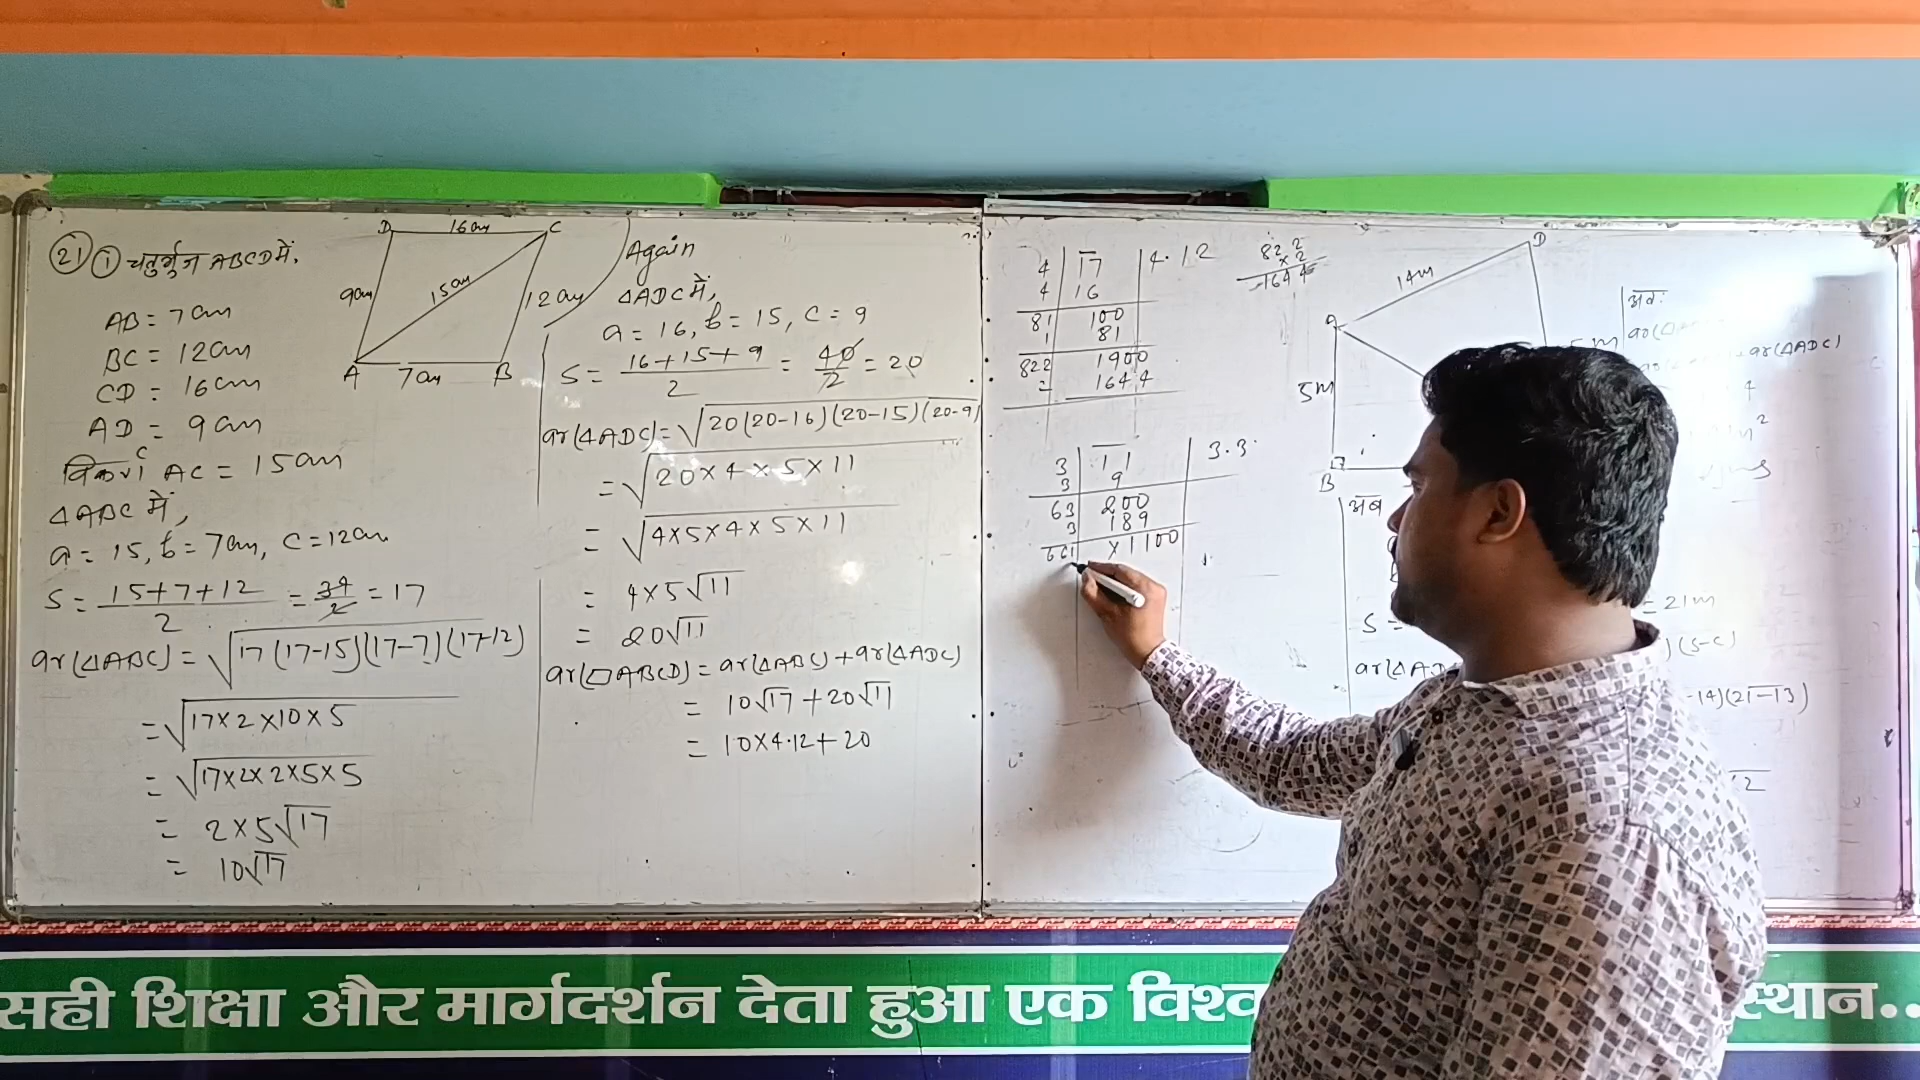 21 i चतुर्भुज ABCD में,
AB = 7cm
BC = 12cm
CD = 16cm
AD = 9cm
विकर्ण AC = 15cm
△ABC में,
a = 15, b = 7cm, c = 12cm
S = 15+7+12 / 2 = 34/2 = 17
ar(△ABC) = √17(17-15)(17-7)(17-12)
= √17×2×10×5
= √17×2×2×5×5
= 2×5√17
= 10√17
D 16cm C
9cm 15cm 12cm
A 7cm B
Again
△ADC में,
a = 16, b = 15, c = 9
S = 16+15+9 / 2 = 40/2 = 20
ar(△ADC) = √20(20-16)(20-15)(20-9)
= √20×4×5×11
= √4×5×4×5×11
= 4×5√11
= 20√11
ar(▱ABCD) = ar(△ABC)+ar(△ADC)
= 10√17+20√11
= 10×4.12+20
4 17 4.12
4 16
81 100
1 81
822 1900
2 1644
822
×2
1644
3 11 3.3
3 9
63 200
3 189
661 ×1100
D
14m
A
5m
B
अब
S =
ar(△AD
अब
+ar(△ADC)
= 21m
)(S-C)
-14)(21-13)
सही शिक्षा और मार्गदर्शन देता हुआ एक विश्व
स्थान..